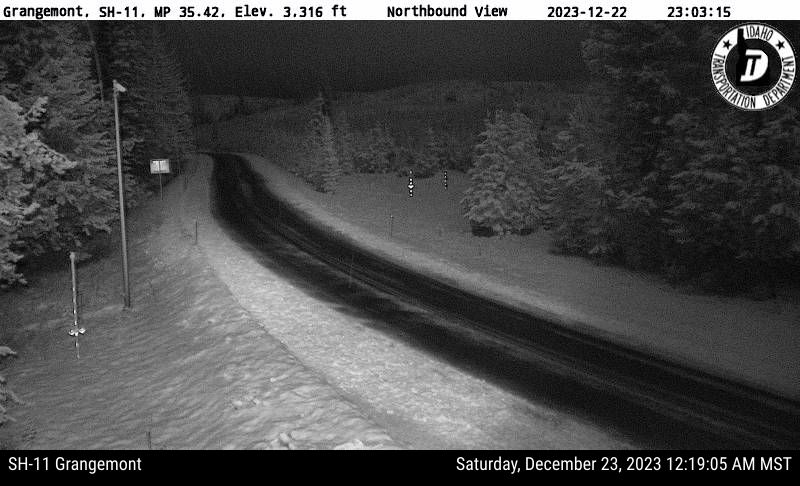 Grangemont, SH-11, MP 35.42, Elev. 3,316 ft Northbound View 2023-12-22 23:03:15
IDAHO
TRANSPORTATION DEPARTMENT
SH-11 Grangemont Saturday, December 23, 2023 12:19:05 AM MST